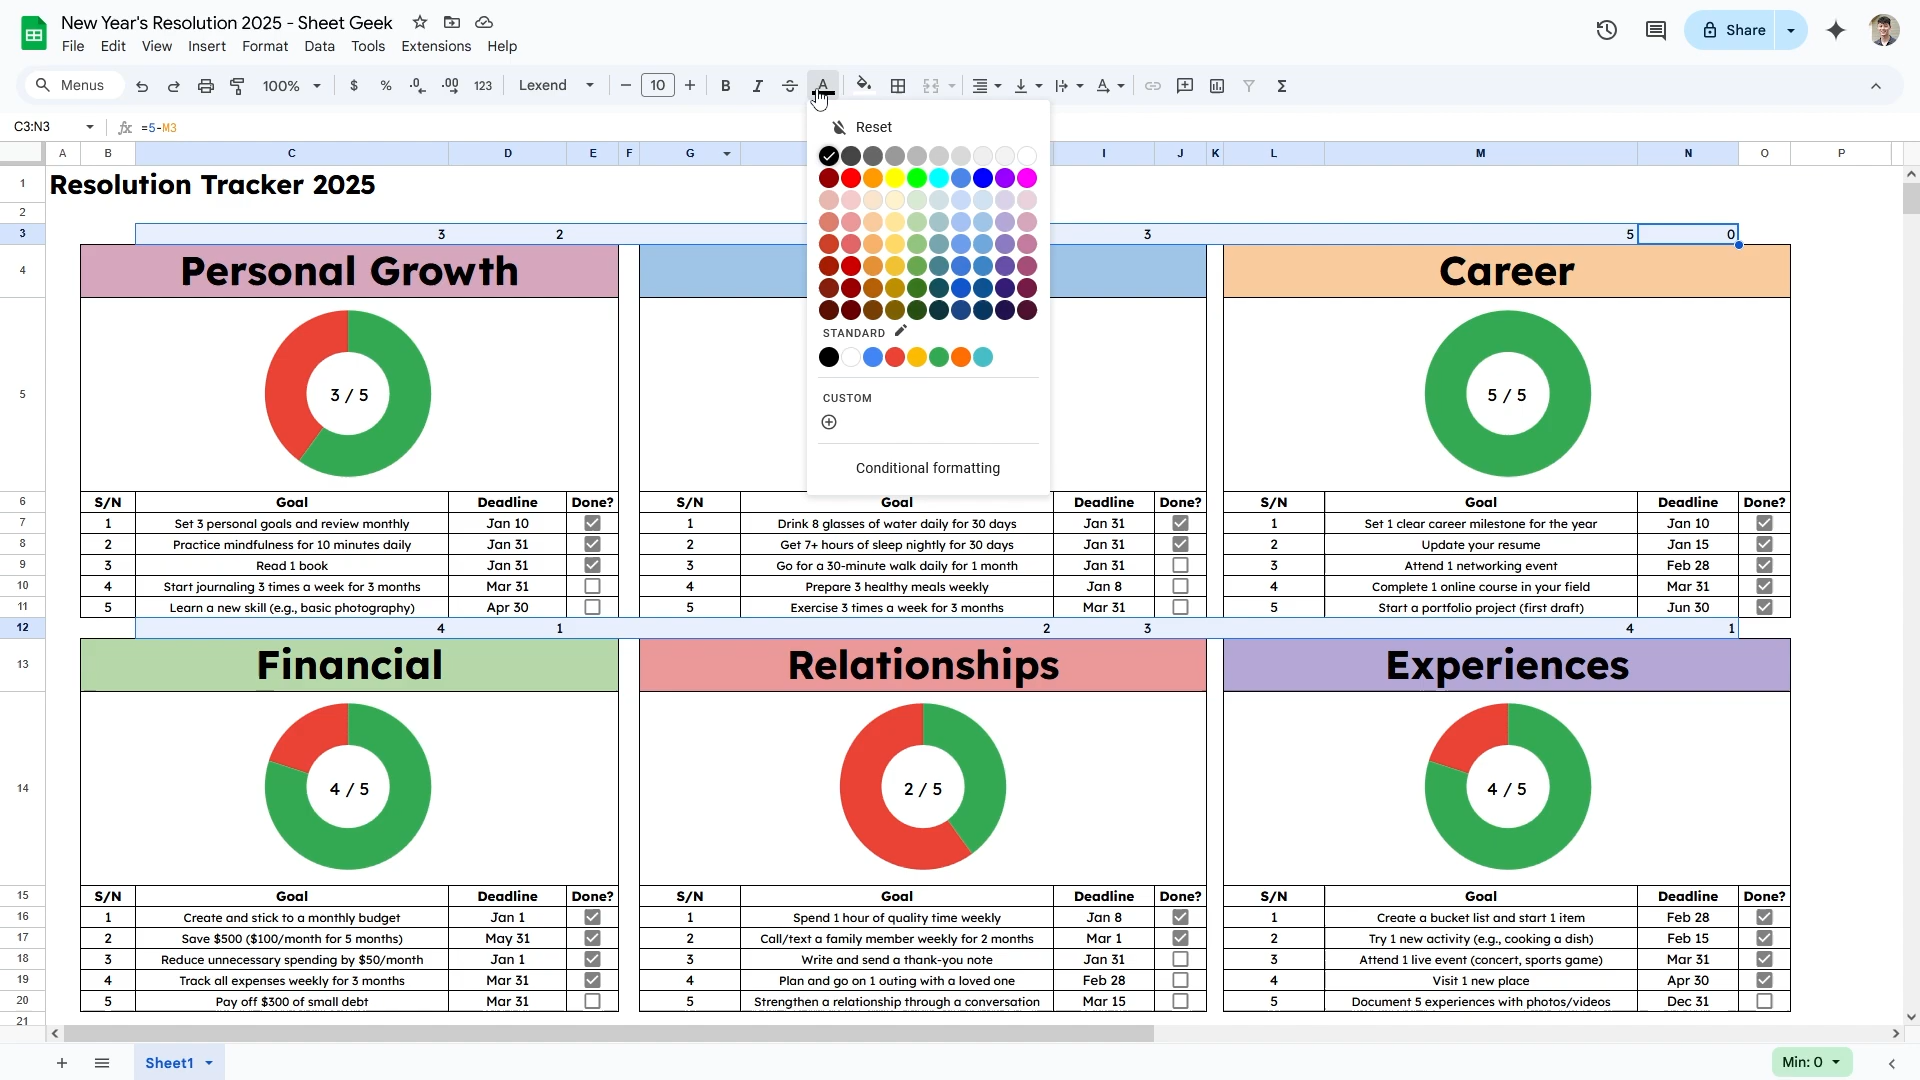 New Year's Resolution 2025 - Sheet Geek
File Edit View Insert Format Data Tools Extensions Help
Share
Menus 100% $ % .0 .00 123 Lexend 10 B I S A Σ
C3:N3 fx =5-M3
A B C D E F G I J K L M N O P
1 Resolution Tracker 2025
2
3 3 2 3 5 0
4 Personal Growth Career
5 3 / 5 5 / 5
Reset
STANDARD
CUSTOM
Conditional formatting
6 S/N Goal Deadline Done? S/N Goal Deadline Done? S/N Goal Deadline Done?
7 1 Set 3 personal goals and review monthly Jan 10 1 Drink 8 glasses of water daily for 30 days Jan 31 1 Set 1 clear career milestone for the year Jan 10
8 2 Practice mindfulness for 10 minutes daily Jan 31 2 Get 7+ hours of sleep nightly for 30 days Jan 31 2 Update your resume Jan 15
9 3 Read 1 book Jan 31 3 Go for a 30-minute walk daily for 1 month Jan 31 3 Attend 1 networking event Feb 28
10 4 Start journaling 3 times a week for 3 months Mar 31 4 Prepare 3 healthy meals weekly Jan 8 4 Complete 1 online course in your field Mar 31
11 5 Learn a new skill (e.g., basic photography) Apr 30 5 Exercise 3 times a week for 3 months Mar 31 5 Start a portfolio project (first draft) Jun 30
12 4 1 2 3 4 1
13 Financial Relationships Experiences
14 4 / 5 2 / 5 4 / 5
15 S/N Goal Deadline Done? S/N Goal Deadline Done? S/N Goal Deadline Done?
16 1 Create and stick to a monthly budget Jan 1 1 Spend 1 hour of quality time weekly Jan 8 1 Create a bucket list and start 1 item Feb 28
17 2 Save $500 ($100/month for 5 months) May 31 2 Call/text a family member weekly for 2 months Mar 1 2 Try 1 new activity (e.g., cooking a dish) Feb 15
18 3 Reduce unnecessary spending by $50/month Jan 1 3 Write and send a thank-you note Jan 31 3 Attend 1 live event (concert, sports game) Mar 31
19 4 Track all expenses weekly for 3 months Mar 31 4 Plan and go on 1 outing with a loved one Feb 28 4 Visit 1 new place Apr 30
20 5 Pay off $300 of small debt Mar 31 5 Strengthen a relationship through a conversation Mar 15 5 Document 5 experiences with photos/videos Dec 31
21
Sheet1 Min: 0